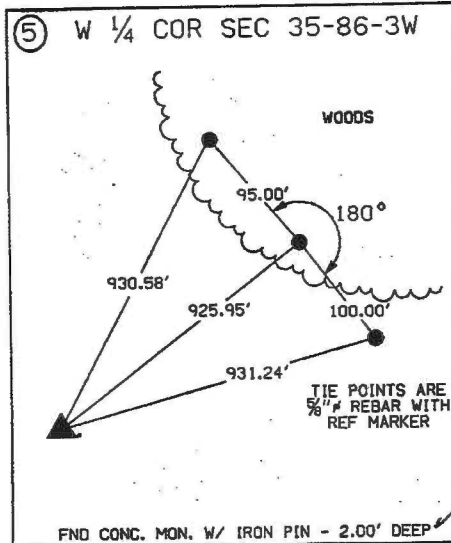 5 W 1/4 COR SEC 35-86-3W
WOODS
95.00'
180°
930.58'
925.95'
100.00'
931.24'
TIE POINTS ARE
5/8"ø REBAR WITH
REF MARKER
FND CONC. MON. W/ IRON PIN - 2.00' DEEP